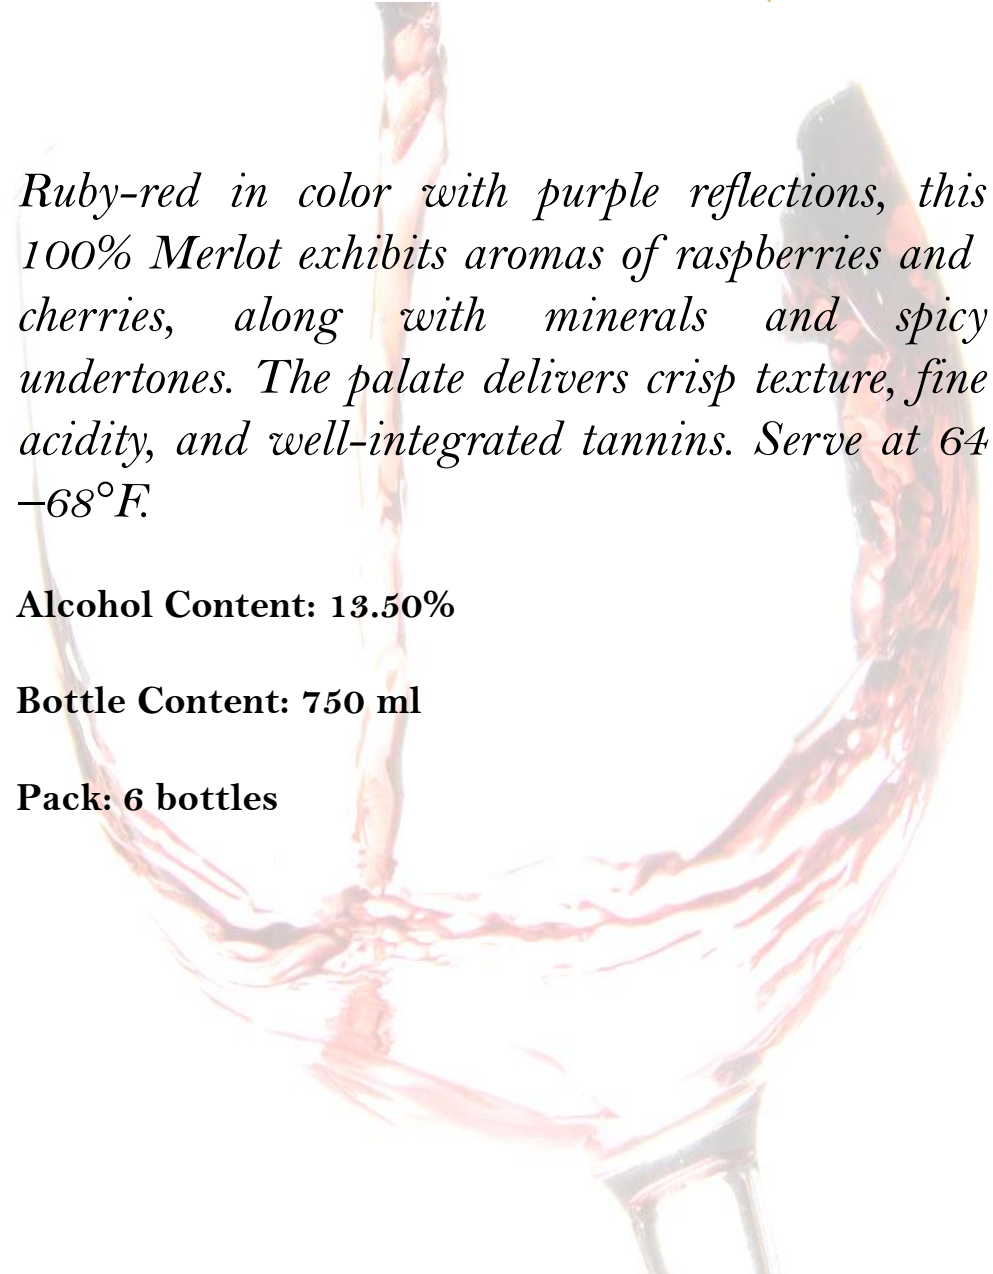 Ruby-red in color with purple reflections, this
100% Merlot exhibits aromas of raspberries and
cherries, along with minerals and spicy
undertones. The palate delivers crisp texture, fine
acidity, and well-integrated tannins. Serve at 64
–68°F.
Alcohol Content: 13.50%
Bottle Content: 750 ml
Pack: 6 bottles